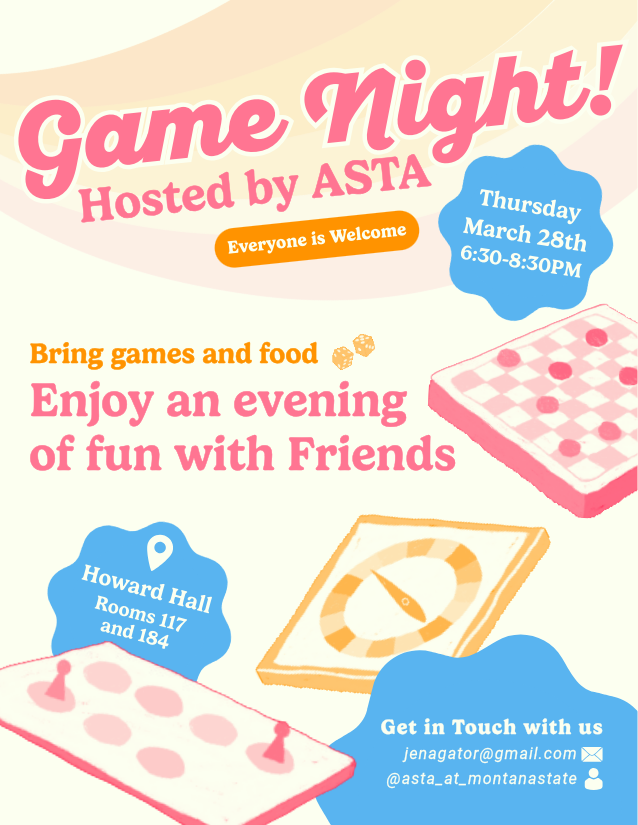 Game Night!
Hosted by ASTA
Everyone is Welcome
Thursday
March 28th
6:30-8:30PM
Bring games and food
Enjoy an evening
of fun with Friends
Howard Hall
Rooms 117
and 184
Get in Touch with us
jenagator@gmail.com
@asta_at_montanastate